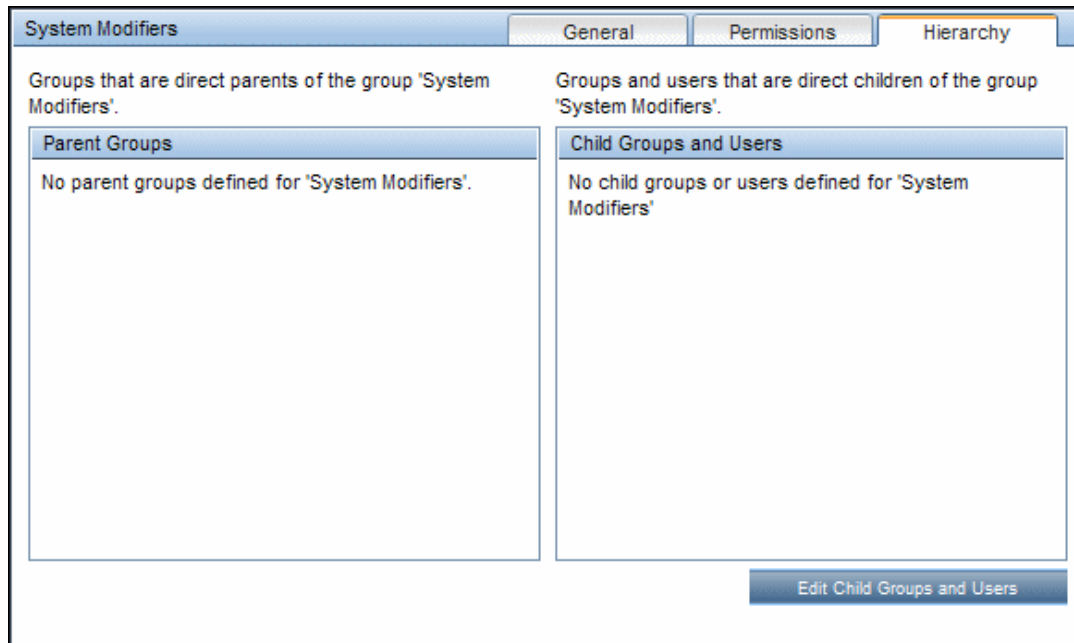 System Modifiers
General
Permissions
Hierarchy
Groups that are direct parents of the group 'System
Modifiers'.
Parent Groups
No parent groups defined for 'System Modifiers'.
Groups and users that are direct children of the group
'System Modifiers'.
Child Groups and Users
No child groups or users defined for 'System
Modifiers'
Edit Child Groups and Users